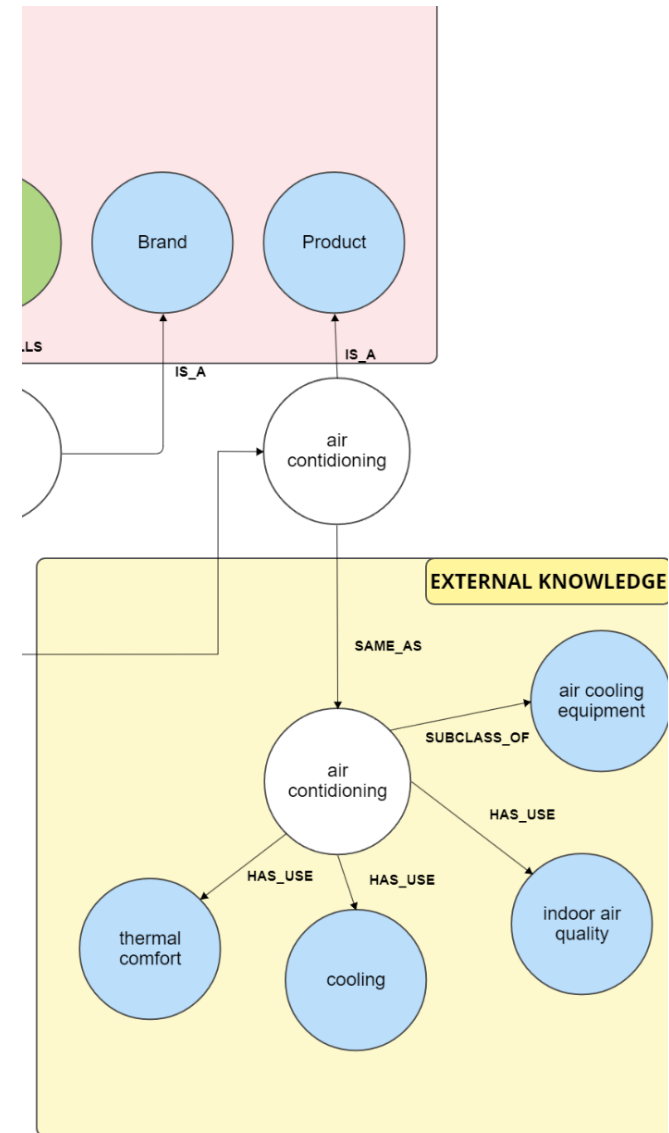 Brand
Product
LLS
IS_A
IS_A
air
contidioning
EXTERNAL KNOWLEDGE
SAME_AS
air cooling
equipment
SUBCLASS_OF
air
contidioning
HAS_USE
HAS_USE
HAS_USE
indoor air
quality
thermal
comfort
cooling